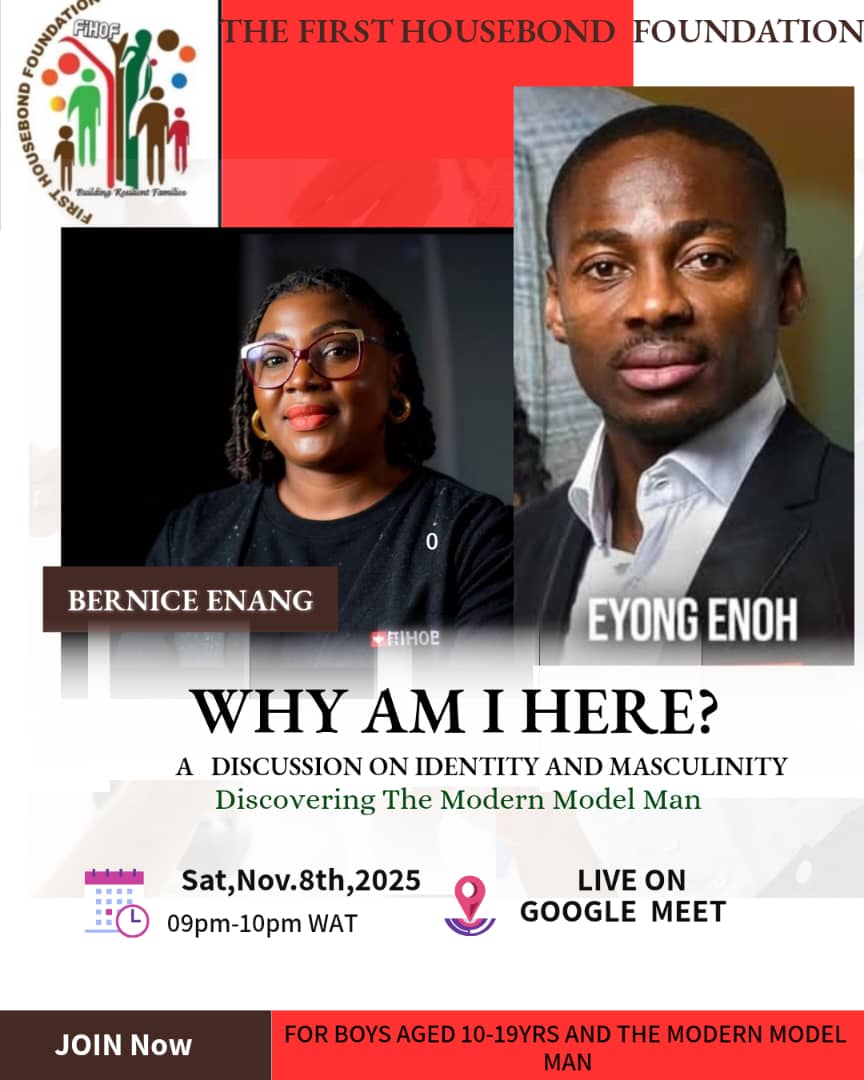 FiHOF
FIRST HOUSEBOND FOUNDATION
Building Resilient Families
THE FIRST HOUSEBOND FOUNDATION
0
BERNICE ENANG
EYONG ENOH
WHY AM I HERE?
A DISCUSSION ON IDENTITY AND MASCULINITY
Discovering The Modern Model Man
Sat,Nov.8th,2025
09pm-10pm WAT
LIVE ON
GOOGLE MEET
JOIN Now
FOR BOYS AGED 10-19YRS AND THE MODERN MODEL
MAN